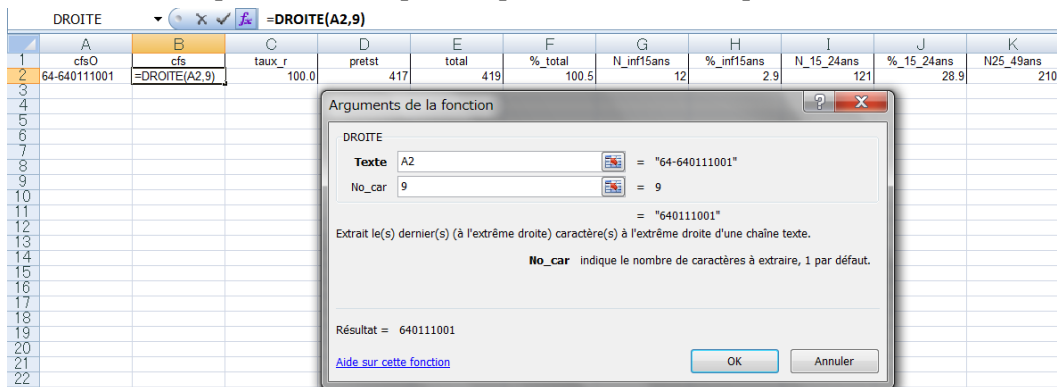 DROITE =DROITE(A2,9)
A B C D E F G H I J K
1 cfsO cfs taux_r pretst total %_total N_inf15ans %_inf15ans N_15_24ans %_15_24ans N25_49ans
2 64-640111001 =DROITE(A2,9) 100.0 417 419 100.5 12 2.9 121 28.9 210
3
4
5
6
7
8
9
10
11
12
13
14
15
16
17
18
19
20
21
22
Arguments de la fonction
DROITE
Texte A2 = "64-640111001"
No_car 9 = 9
= "640111001"
Extrait le(s) dernier(s) (à l'extrême droite) caractère(s) à l'extrême droite d'une chaîne texte.
No_car indique le nombre de caractères à extraire, 1 par défaut.
Résultat = 640111001
Aide sur cette fonction OK Annuler